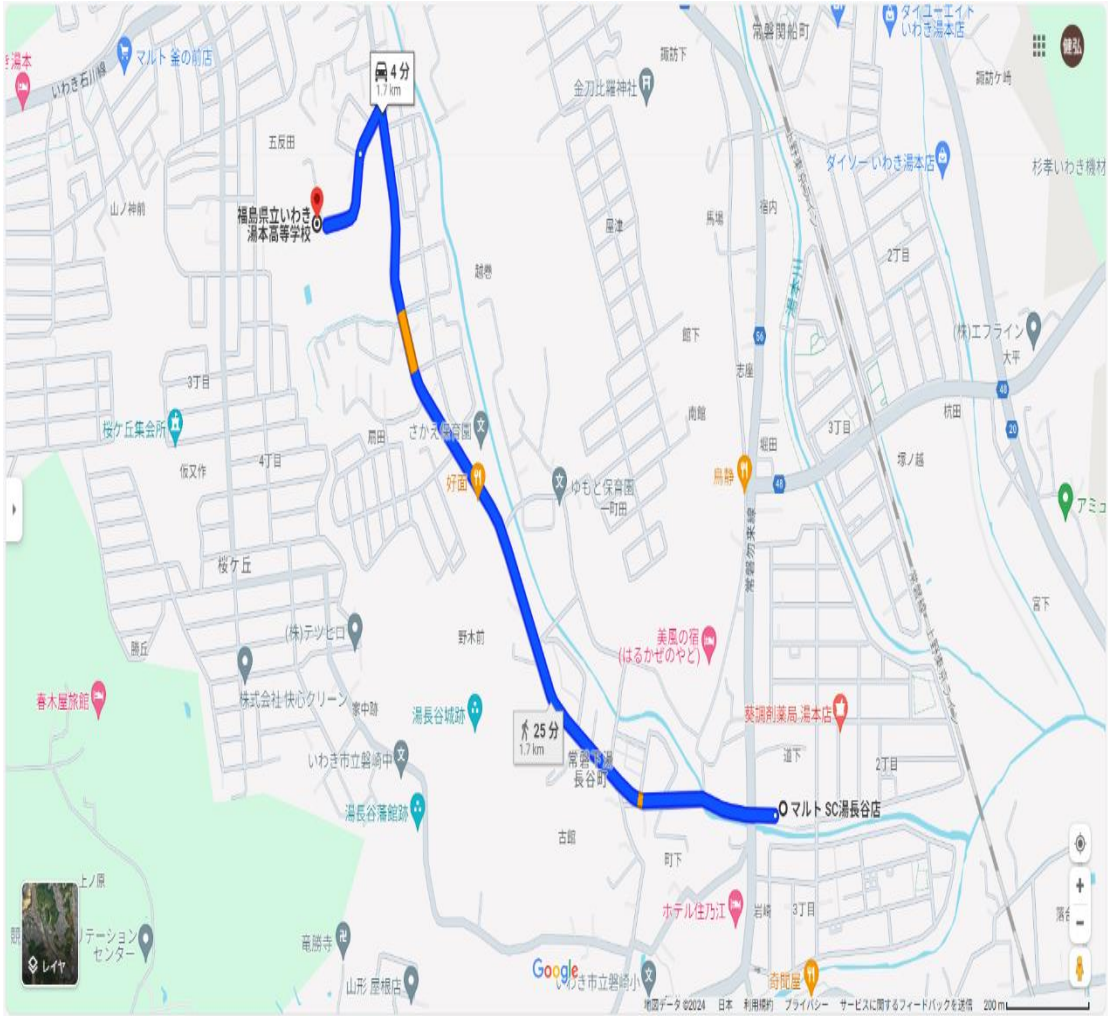 マルト 釜の前店
いわき石川線
4 分
1.7 km
常磐関船町
ダイユーエイト
いわき湯本店
健弘
諏訪下
金刀比羅神社
諏訪ケ崎
五反田
ダイソー いわき湯本店
杉孝いわき機材
山ノ神前
福島県立いわき
湯本高等学校
屋津
馬場
宿内
2丁目
湯本川
越巻
館下
56
志座
(株)エフライン
大平
3丁目
南館
48
桜ケ丘集会所
さかえ保育園
扇田
3丁目
杭田
20
仮又作
4丁目
堀田
塚ノ越
好面
ゆもと保育園
一町田
鳥静
48
アミュ
常磐勿来線
桜ケ丘
宮下
(株)テツヒロ
野木前
勝丘
美風の宿
(はるかぜのやど)
春木屋旅館
株式会社 快心クリーン
家中跡
湯長谷城跡
25 分
1.7 km
葵調剤薬局 湯本店
いわき市立磐崎中
長谷町
道下
2丁目
湯長谷藩館跡
マルト SC湯長谷店
古館
町下
上ノ原
ホテル住乃江
岩崎
3丁目
リテーション
センター
竜勝寺
レイヤ
山形 屋根店
Google
いわき市立磐崎小
奇聞屋
地図データ ©2024 日本 利用規約 プライバシー サービスに関するフィードバックを送信 200 m